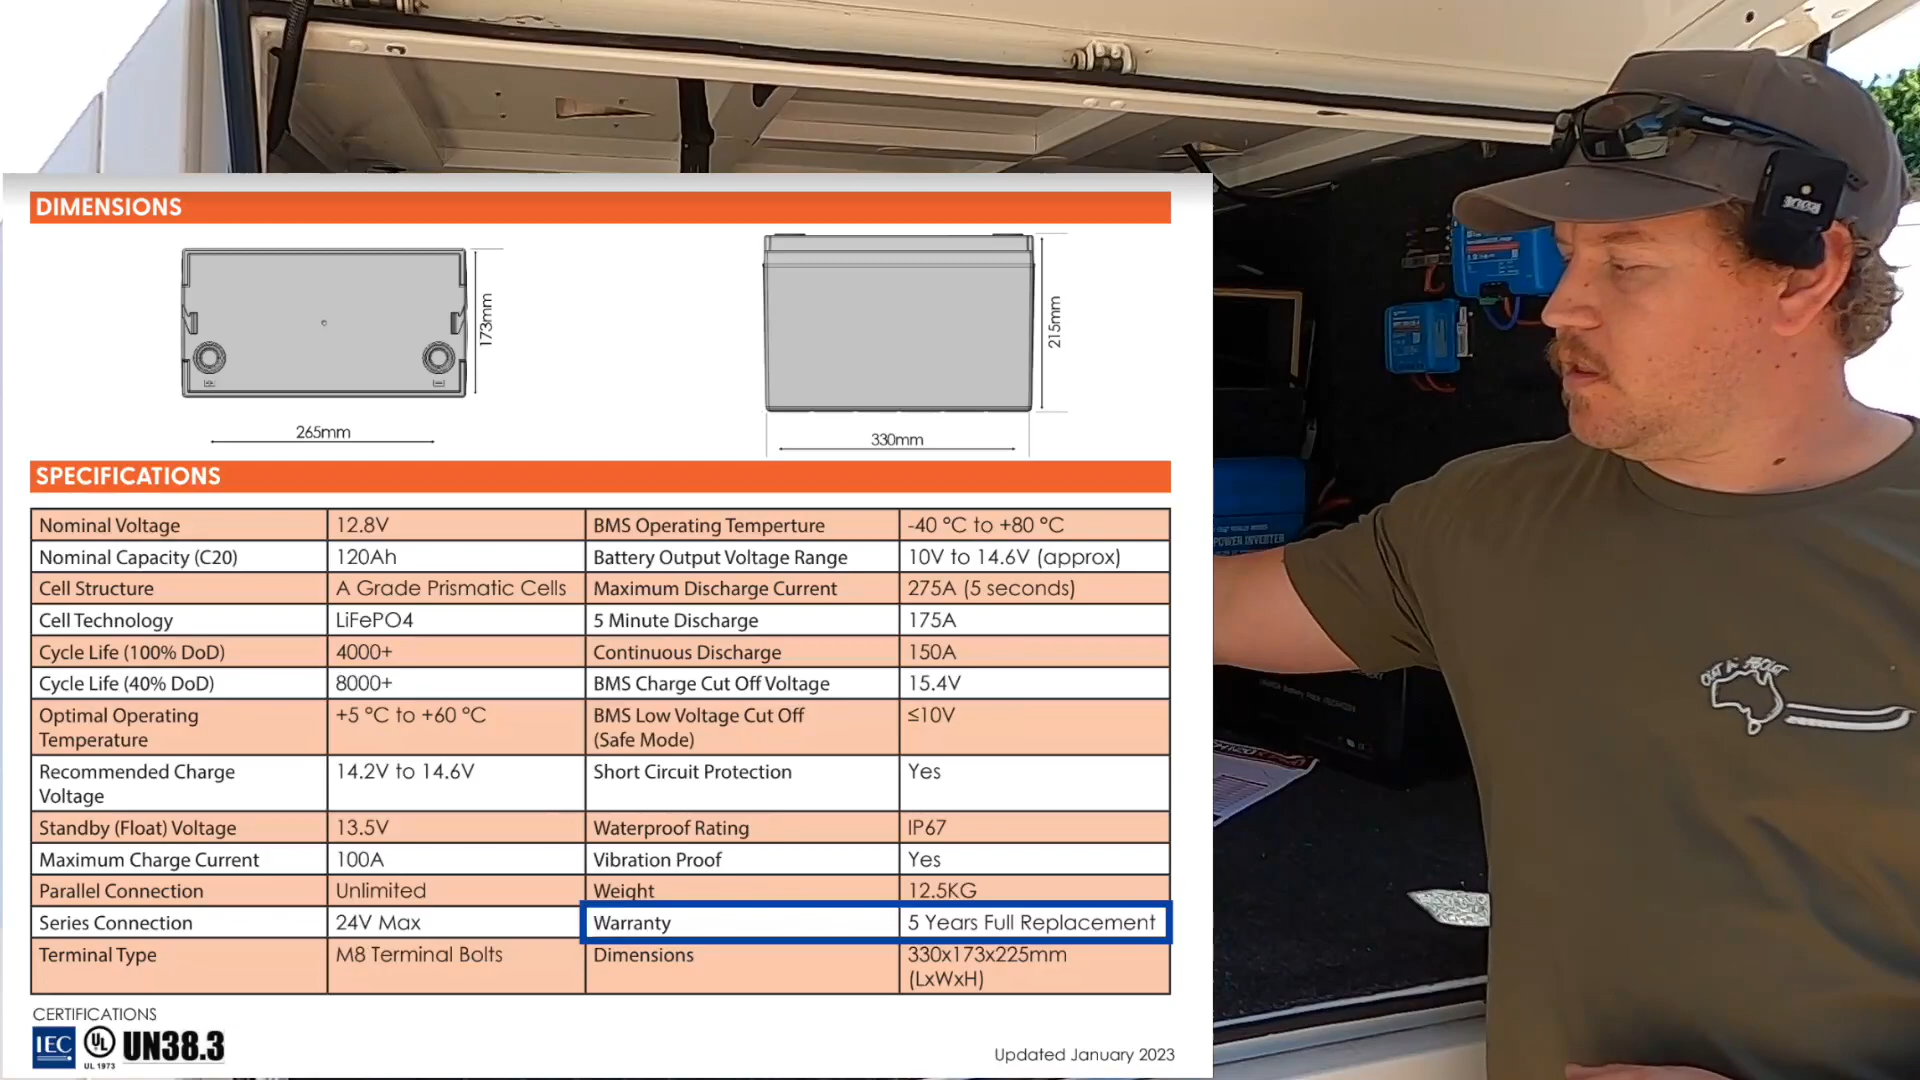 DIMENSIONS
173mm
265mm
215mm
330mm
SPECIFICATIONS
Nominal Voltage 12.8V BMS Operating Temperture -40 °C to +80 °C
Nominal Capacity (C20) 120Ah Battery Output Voltage Range 10V to 14.6V (approx)
Cell Structure A Grade Prismatic Cells Maximum Discharge Current 275A (5 seconds)
Cell Technology LiFePO4 5 Minute Discharge 175A
Cycle Life (100% DoD) 4000+ Continuous Discharge 150A
Cycle Life (40% DoD) 8000+ BMS Charge Cut Off Voltage 15.4V
Optimal Operating Temperature +5 °C to +60 °C BMS Low Voltage Cut Off (Safe Mode) ≤10V
Recommended Charge Voltage 14.2V to 14.6V Short Circuit Protection Yes
Standby (Float) Voltage 13.5V Waterproof Rating IP67
Maximum Charge Current 100A Vibration Proof Yes
Parallel Connection Unlimited Weight 12.5KG
Series Connection 24V Max Warranty 5 Years Full Replacement
Terminal Type M8 Terminal Bolts Dimensions 330x173x225mm (LxWxH)
CERTIFICATIONS
IEC UL UN38.3
UL 1973
Updated January 2023
POWER INVERTER